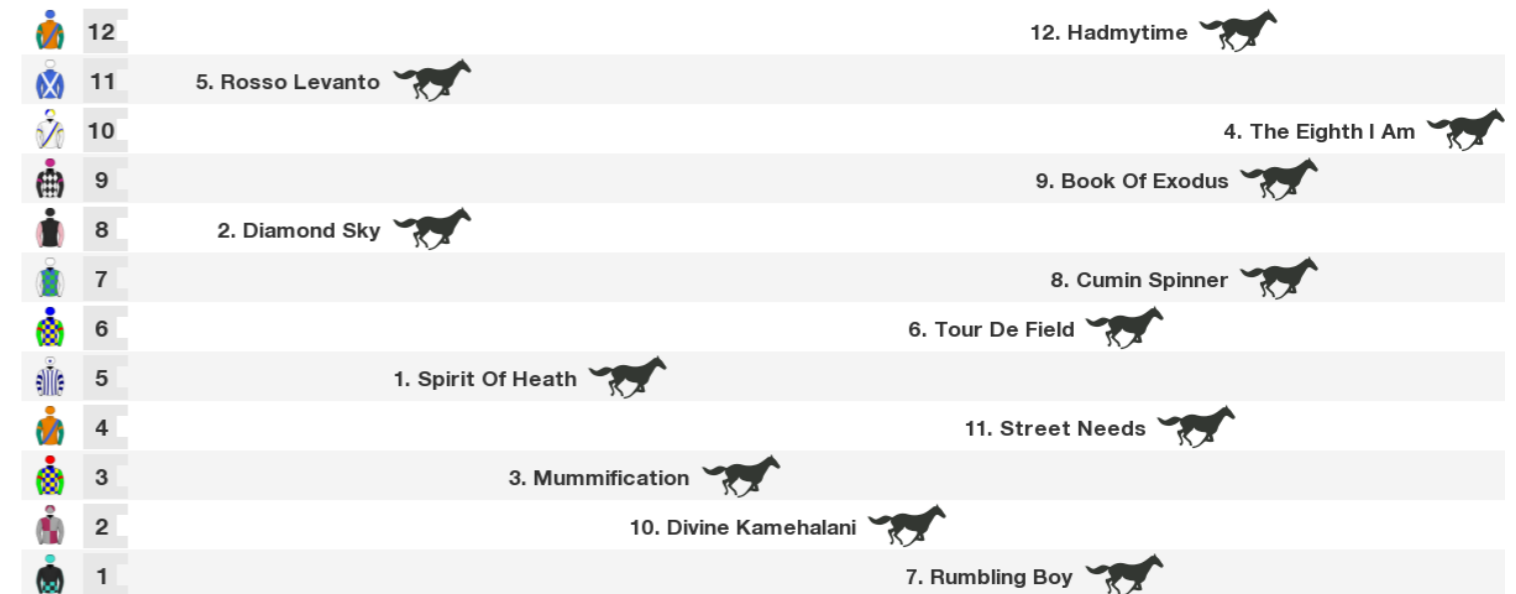 12 12. Hadmytime
11 5. Rosso Levanto
10 4. The Eighth I Am
9 9. Book Of Exodus
8 2. Diamond Sky
7 8. Cumin Spinner
6 6. Tour De Field
5 1. Spirit Of Heath
4 11. Street Needs
3 3. Mummification
2 10. Divine Kamehalani
1 7. Rumbling Boy